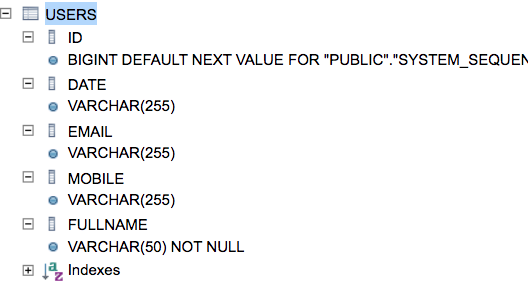 USERS
ID
BIGINT DEFAULT NEXT VALUE FOR "PUBLIC"."SYSTEM_SEQUEN
DATE
VARCHAR(255)
EMAIL
VARCHAR(255)
MOBILE
VARCHAR(255)
FULLNAME
VARCHAR(50) NOT NULL
Indexes